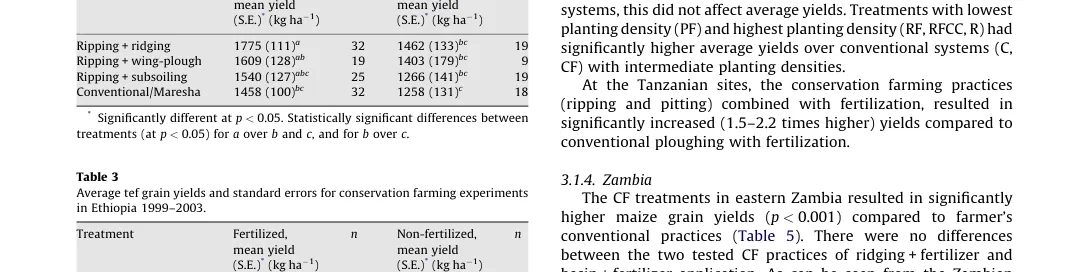 mean yield mean yield
(S.E.)* (kg ha−1) (S.E.)* (kg ha−1)
Ripping + ridging 1775 (111)a 32 1462 (133)bc 19
Ripping + wing-plough 1609 (128)ab 19 1403 (179)bc 9
Ripping + subsoiling 1540 (127)abc 25 1266 (141)bc 19
Conventional/Maresha 1458 (100)bc 32 1258 (131)c 18
* Significantly different at p < 0.05. Statistically significant differences between
treatments (at p < 0.05) for a over b and c, and for b over c.
Table 3
Average tef grain yields and standard errors for conservation farming experiments
in Ethiopia 1999–2003.
Treatment Fertilized, n Non-fertilized, n
mean yield mean yield
(S.E.)* (kg ha−1) (S.E.)* (kg ha−1)
systems, this did not affect average yields. Treatments with lowest
planting density (PF) and highest planting density (RF, RFCC, R) had
significantly higher average yields over conventional systems (C,
CF) with intermediate planting densities.
At the Tanzanian sites, the conservation farming practices
(ripping and pitting) combined with fertilization, resulted in
significantly increased (1.5–2.2 times higher) yields compared to
conventional ploughing with fertilization.
3.1.4. Zambia
The CF treatments in eastern Zambia resulted in significantly
higher maize grain yields (p < 0.001) compared to farmer's
conventional practices (Table 5). There were no differences
between the two tested CF practices of ridging + fertilizer and
basin + fertilizer application. As can be seen from the Zambian